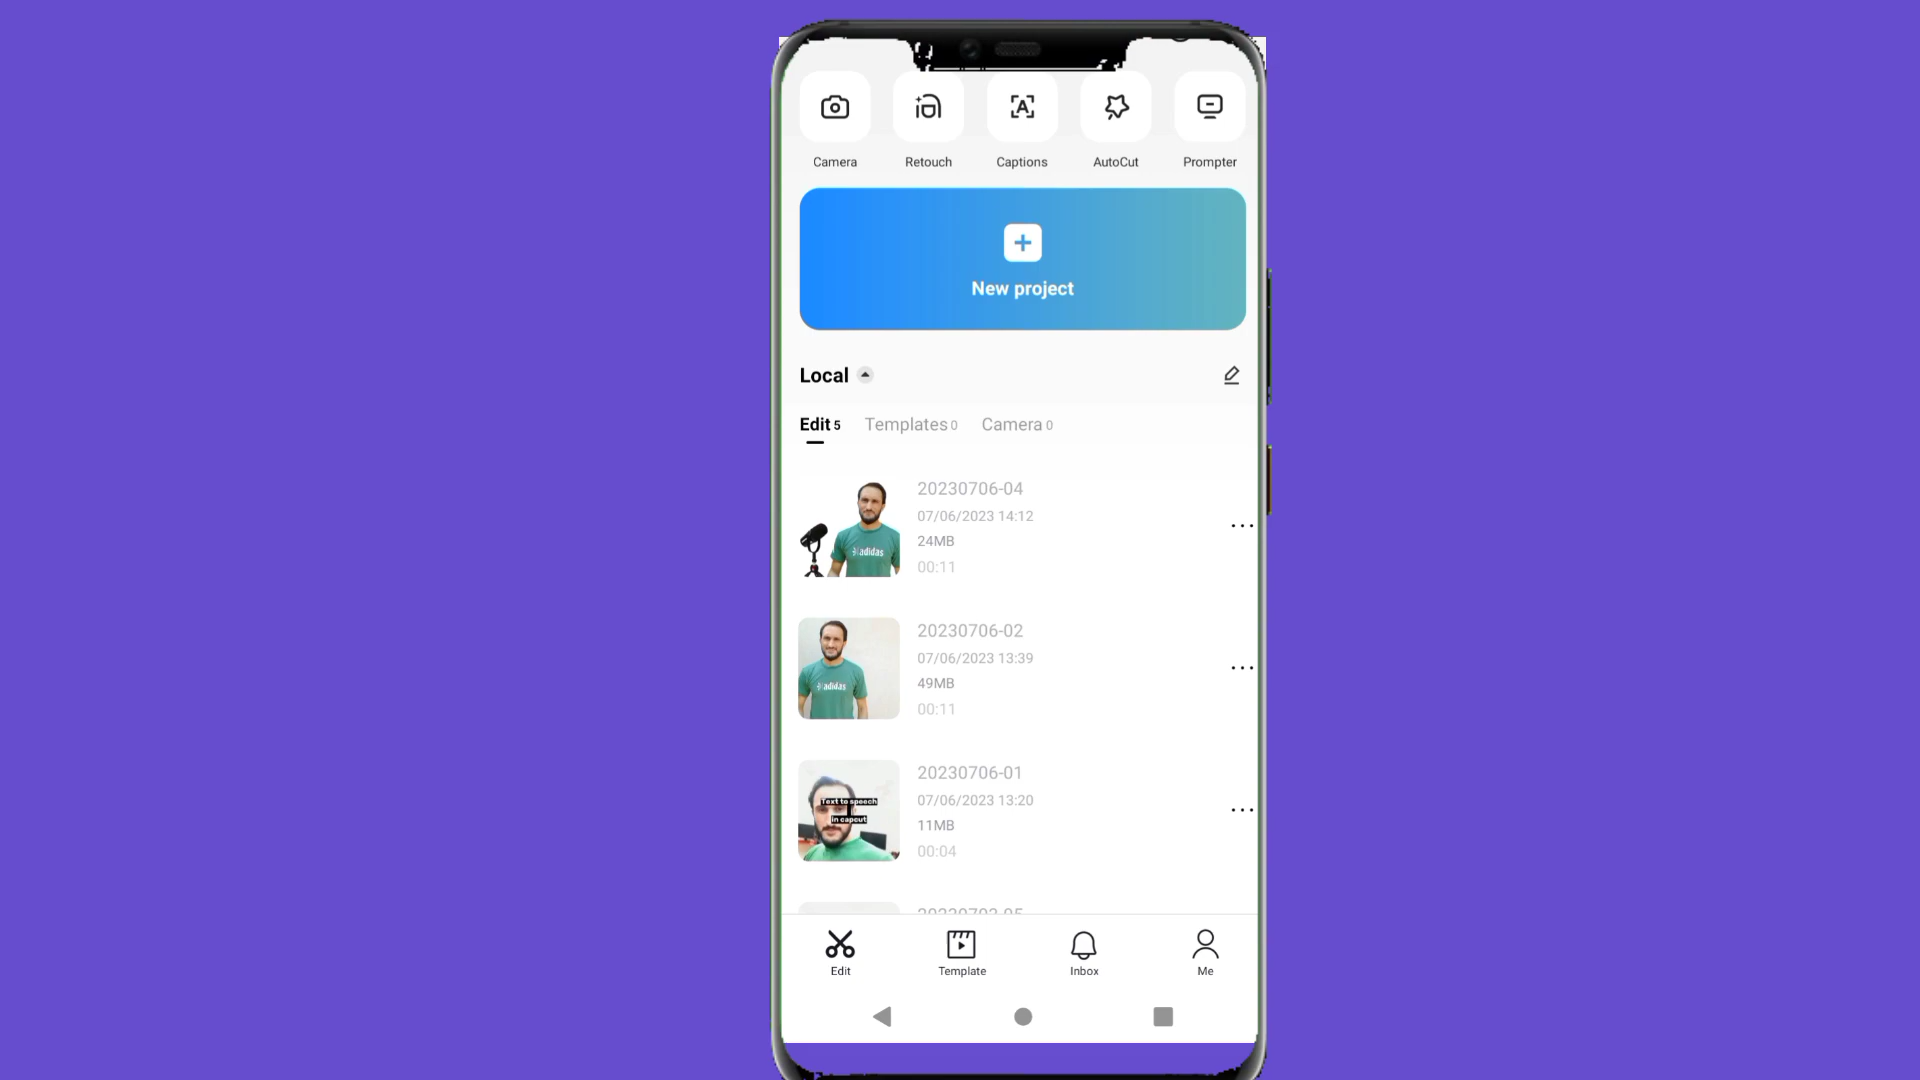 Camera
Retouch
Captions
AutoCut
Prompter
New project
Local
Edit 5
Templates 0
Camera 0
20230706-04
07/06/2023 14:12
24MB
00:11
adidas
20230706-02
07/06/2023 13:39
49MB
00:11
adidas
20230706-01
07/06/2023 13:20
11MB
00:04
Text to speech
in capcut
Edit
Template
Inbox
Me